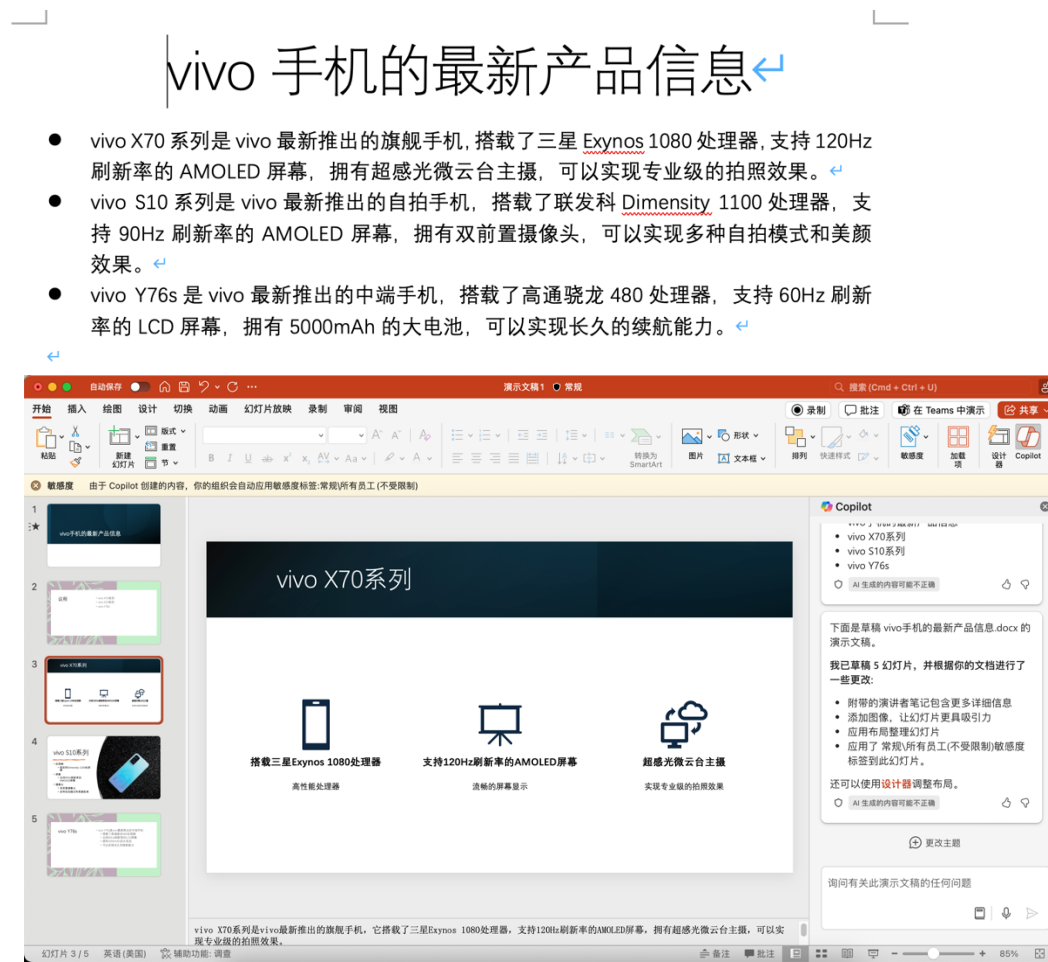 vivo 手机的最新产品信息
● vivo X70 系列是 vivo 最新推出的旗舰手机，搭载了三星 Exynos 1080 处理器，支持 120Hz
刷新率的 AMOLED 屏幕，拥有超感光微云台主摄，可以实现专业级的拍照效果。
● vivo S10 系列是 vivo 最新推出的自拍手机，搭载了联发科 Dimensity 1100 处理器，支
持 90Hz 刷新率的 AMOLED 屏幕，拥有双前置摄像头，可以实现多种自拍模式和美颜
效果。
● vivo Y76s 是 vivo 最新推出的中端手机，搭载了高通骁龙 480 处理器，支持 60Hz 刷新
率的 LCD 屏幕，拥有 5000mAh 的大电池，可以实现长久的续航能力。
自动保存 演示文稿1 常规 搜索 (Cmd + Ctrl + U)
开始 插入 绘图 设计 切换 动画 幻灯片放映 录制 审阅 视图 录制 批注 在 Teams 中演示 共享
粘贴 新建幻灯片 版式 重置 节 转换为 SmartArt 图片 形状 文本框 排列 快速样式 敏感度 加载项 设计器 Copilot
敏感度 由于 Copilot 创建的内容，你的组织会自动应用敏感度标签:常规\所有员工 (不受限制)
1
vivo手机的最新产品信息
2
3
vivo X70系列
4
vivo S10系列
5
vivo Y76s
vivo X70系列
搭载三星Exynos 1080处理器 支持120Hz刷新率的AMOLED屏幕 超感光微云台主摄
高性能处理器 流畅的屏幕显示 实现专业级的拍照效果
vivo X70系列是vivo最新推出的旗舰手机，它搭载了三星Exynos 1080处理器，支持120Hz刷新率的AMOLED屏幕，拥有超感光微云台主摄，可以实
现专业级的拍照效果。
Copilot
• vivo X70系列
• vivo S10系列
• vivo Y76s
AI 生成的内容可能不正确
下面是草稿 vivo手机的最新产品信息.docx 的
演示文稿。
我已草稿 5 幻灯片，并根据你的文档进行了
一些更改:
• 附带的演讲者笔记包含更多详细信息
• 添加图像，让幻灯片更具吸引力
• 应用布局整理幻灯片
• 应用了 常规\所有员工(不受限制)敏感度
标签到此幻灯片。
还可以使用设计器调整布局。
AI 生成的内容可能不正确
更改主题
询问有关此演示文稿的任何问题
幻灯片 3 / 5 英语(美国) 辅助功能: 调查 备注 批注 85%